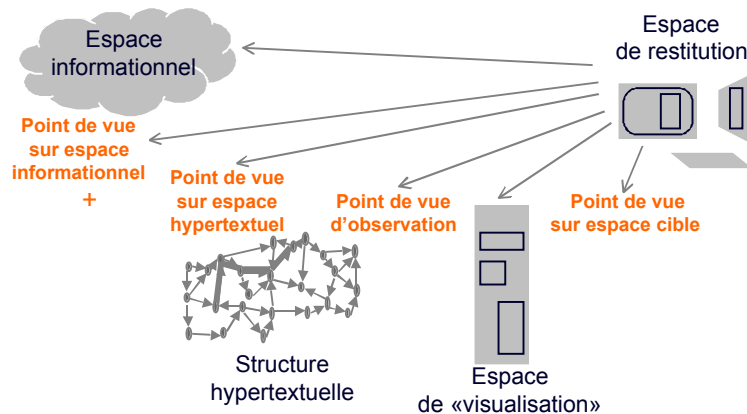 Espace
informationnel
Espace
de restitution
Point de vue
sur espace
informationnel
+
Point de vue
sur espace
hypertextuel
Point de vue
d’observation
Point de vue
sur espace cible
Structure
hypertextuelle
Espace
de «visualisation»